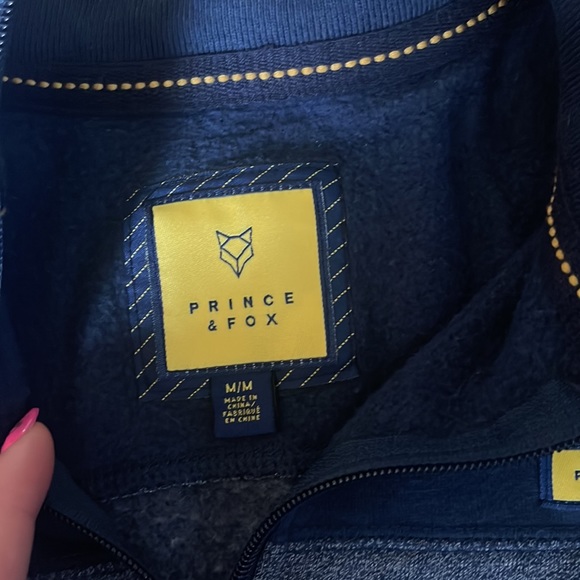 PRINCE
& FOX
M/M
MADE IN
CHINA/
FABRIQUÉ
EN CHINE